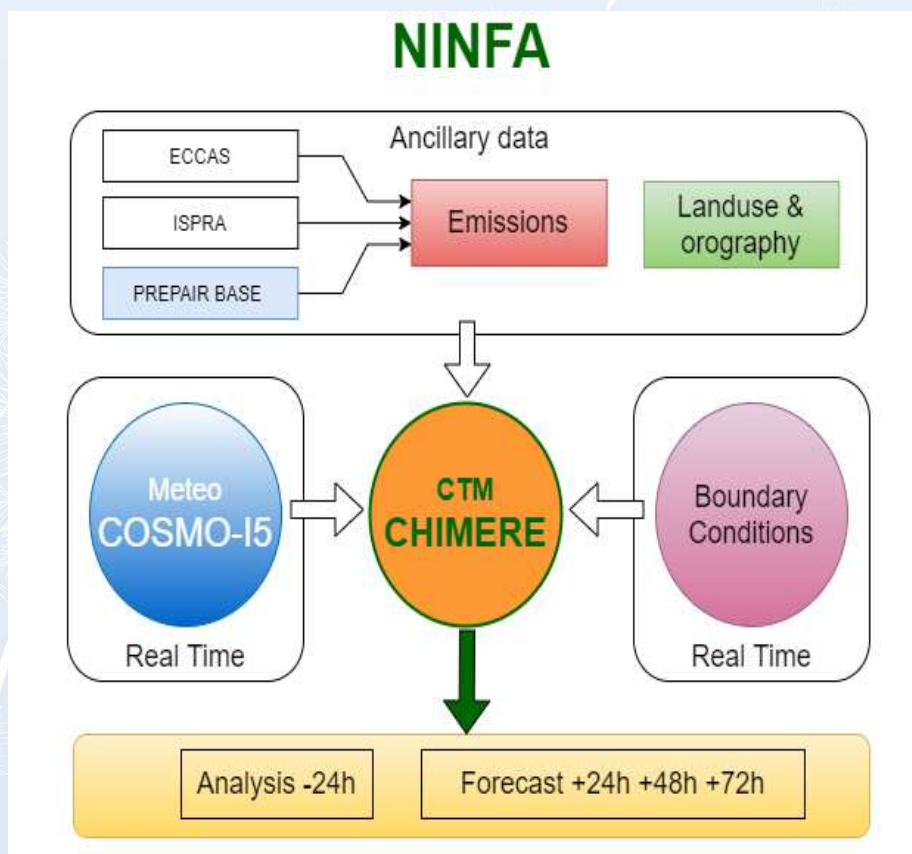 NINFA
Ancillary data
ECCAS
ISPRA
PREPAIR BASE
Emissions
Landuse &
orography
Meteo
COSMO-I5
Real Time
CTM
CHIMERE
Boundary
Conditions
Real Time
Analysis -24h
Forecast +24h +48h +72h